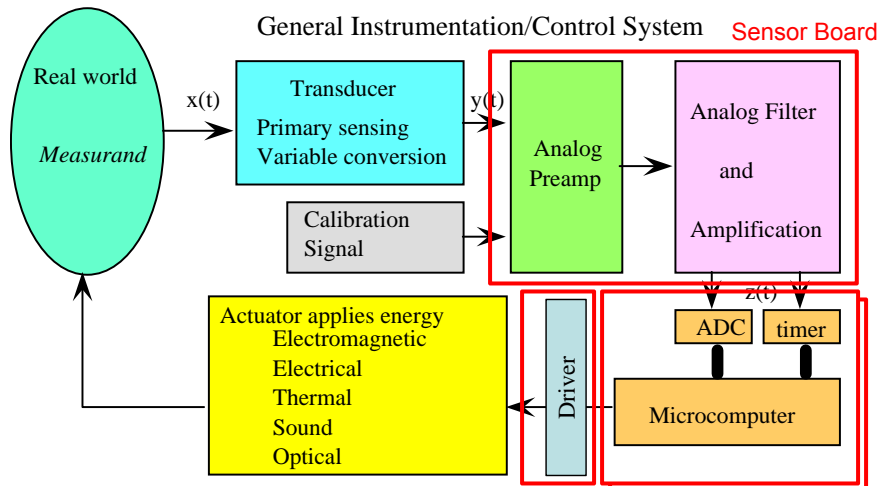 General Instrumentation/Control System
Sensor Board
Real world
Measurand
x(t)
Transducer
Primary sensing
Variable conversion
y(t)
Analog
Preamp
Analog Filter
and
Amplification
Calibration
Signal
z(t)
ADC
timer
Microcomputer
Driver
Actuator applies energy
Electromagnetic
Electrical
Thermal
Sound
Optical